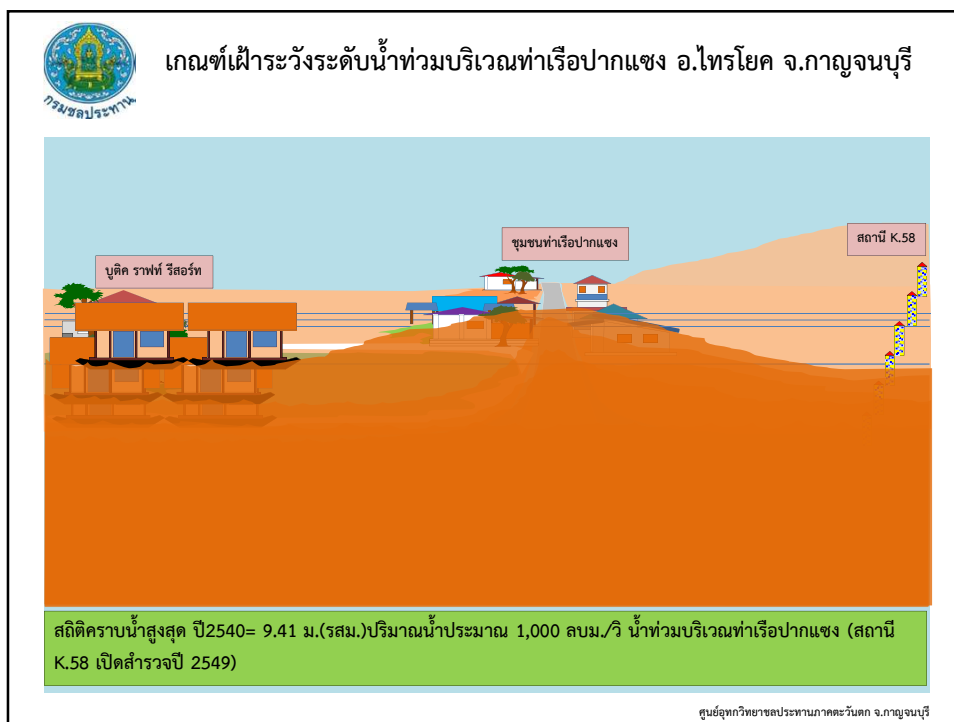 เกณฑ์เฝ้าระวังระดับน้ำท่วมบริเวณท่าเรือปากแซง อ.ไทรโยค จ.กาญจนบุรี
กรมชลประทาน
สถานี K.58
ชุมชนท่าเรือปากแซง
บูติค ราฟท์ รีสอร์ท
สถิติคราบน้ำสูงสุด ปี2540= 9.41 ม.(รสม.)ปริมาณน้ำประมาณ 1,000 ลบม./วิ น้ำท่วมบริเวณท่าเรือปากแซง (สถานี
K.58 เปิดสำรวจปี 2549)
ศูนย์อุทกวิทยาชลประทานภาคตะวันตก จ.กาญจนบุรี